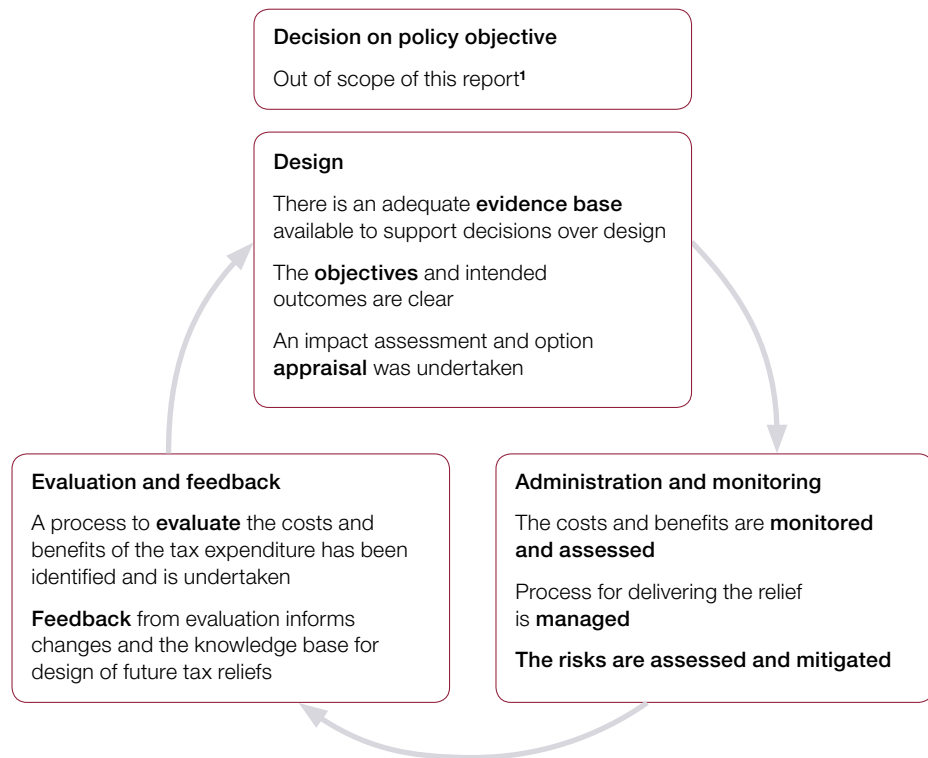 Decision on policy objective
Out of scope of this report¹
Design
There is an adequate evidence base
available to support decisions over design
The objectives and intended
outcomes are clear
An impact assessment and option
appraisal was undertaken
Evaluation and feedback
A process to evaluate the costs and
benefits of the tax expenditure has been
identified and is undertaken
Feedback from evaluation informs
changes and the knowledge base for
design of future tax reliefs
Administration and monitoring
The costs and benefits are monitored
and assessed
Process for delivering the relief
is managed
The risks are assessed and mitigated